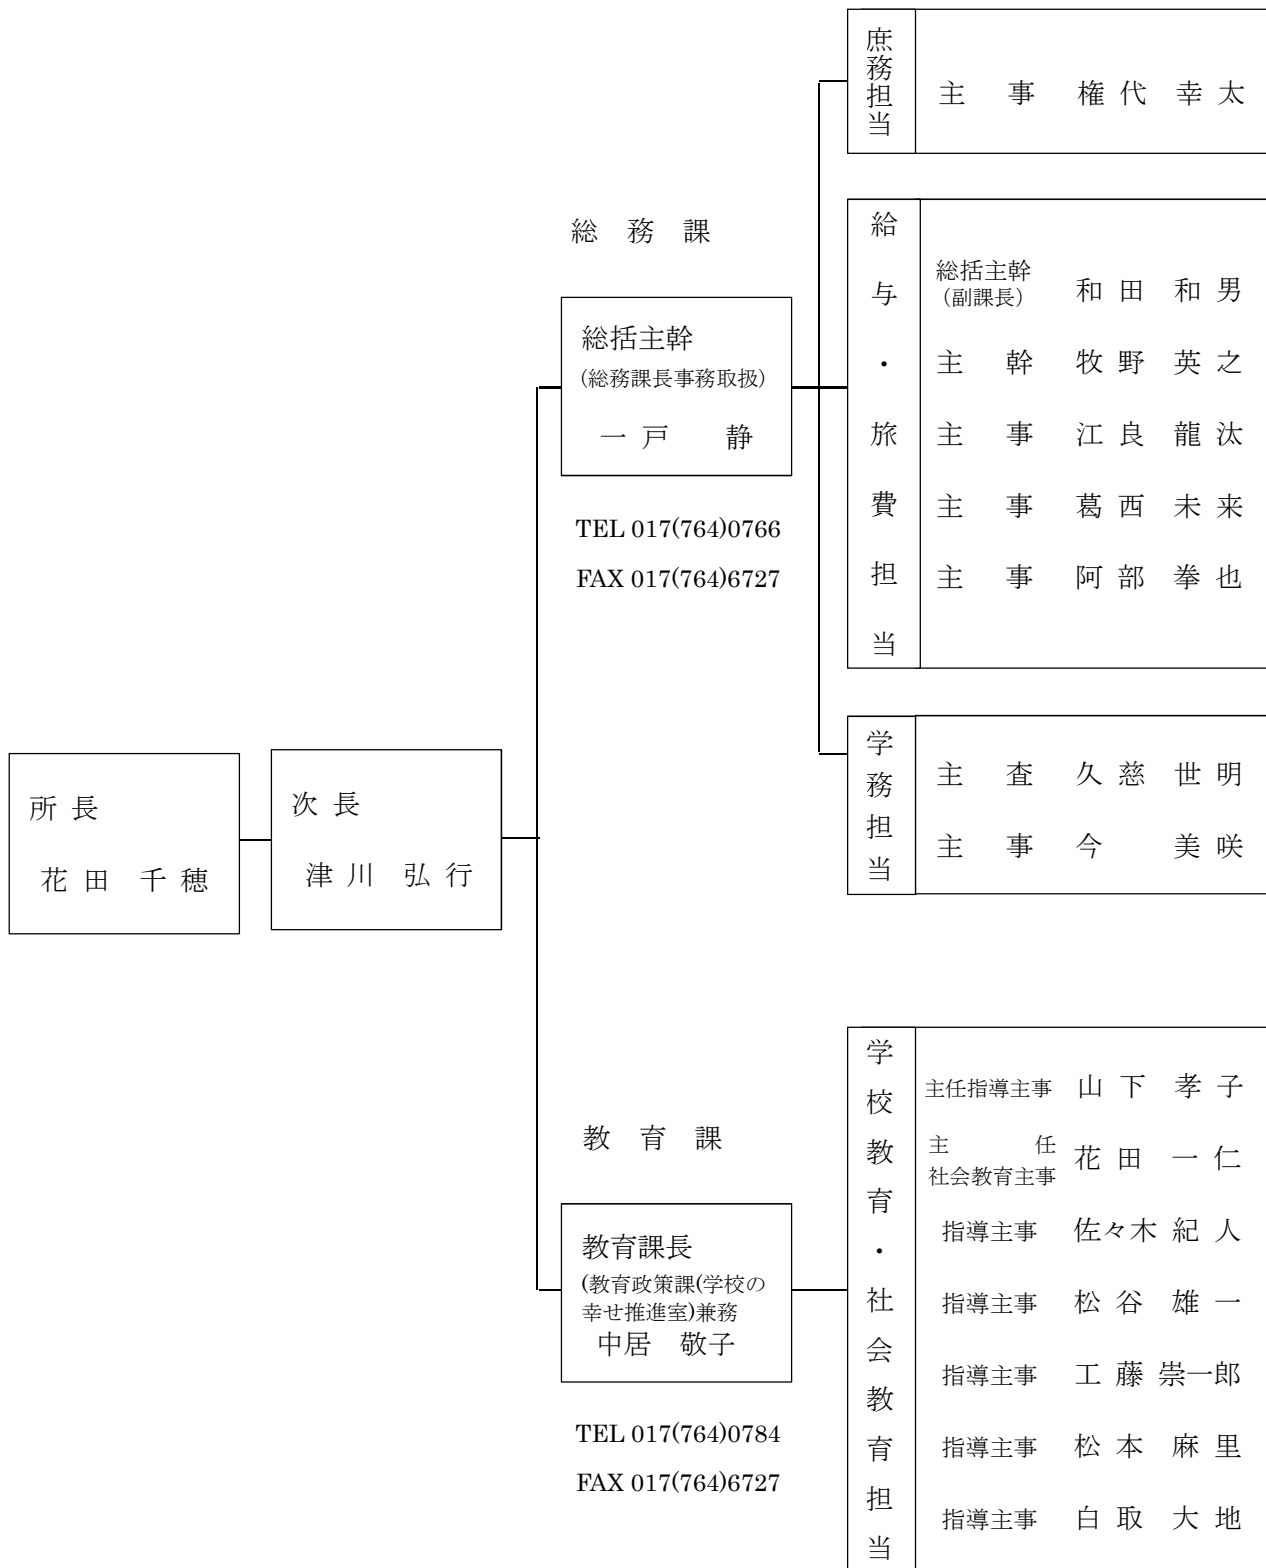 所長
花田 千穂
次長
津川 弘行
総務課
総括主幹
(総務課長事務取扱)
一戸 静
TEL 017(764)0766
FAX 017(764)6727
庶務担当
主事 権代 幸太
給与・旅費担当
総括主幹
(副課長) 和田 和男
主幹 牧野 英之
主事 江良 龍汰
主事 葛西 未来
主事 阿部 拳也
学務担当
主査 久慈 世明
主事 今 美咲
教育課
教育課長
(教育政策課(学校の
幸せ推進室)兼務
中居 敬子
TEL 017(764)0784
FAX 017(764)6727
学校教育・社会教育担当
主任指導主事 山下 孝子
主任
社会教育主事 花田 一仁
指導主事 佐々木 紀人
指導主事 松谷 雄一
指導主事 工藤 崇一郎
指導主事 松本 麻里
指導主事 白取 大地